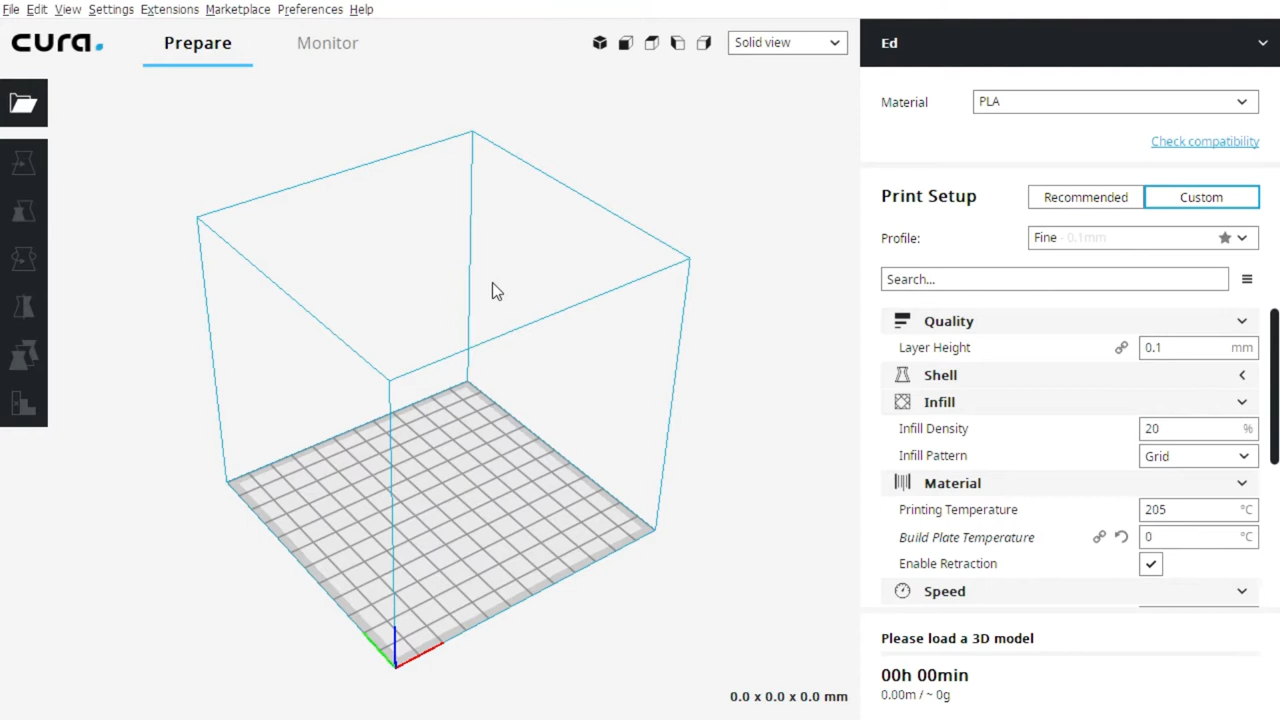 File Edit View Settings Extensions Marketplace Preferences Help
cura.
Prepare
Monitor
Solid view
Ed
Material
PLA
Check compatibility
Print Setup
Recommended
Custom
Profile:
Fine - 0.1mm
Search...
Quality
Layer Height
0.1 mm
Shell
Infill
Infill Density
20 %
Infill Pattern
Grid
Material
Printing Temperature
205 °C
Build Plate Temperature
0 °C
Enable Retraction
Speed
Please load a 3D model
00h 00min
0.00m / ~ 0g
0.0 x 0.0 x 0.0 mm